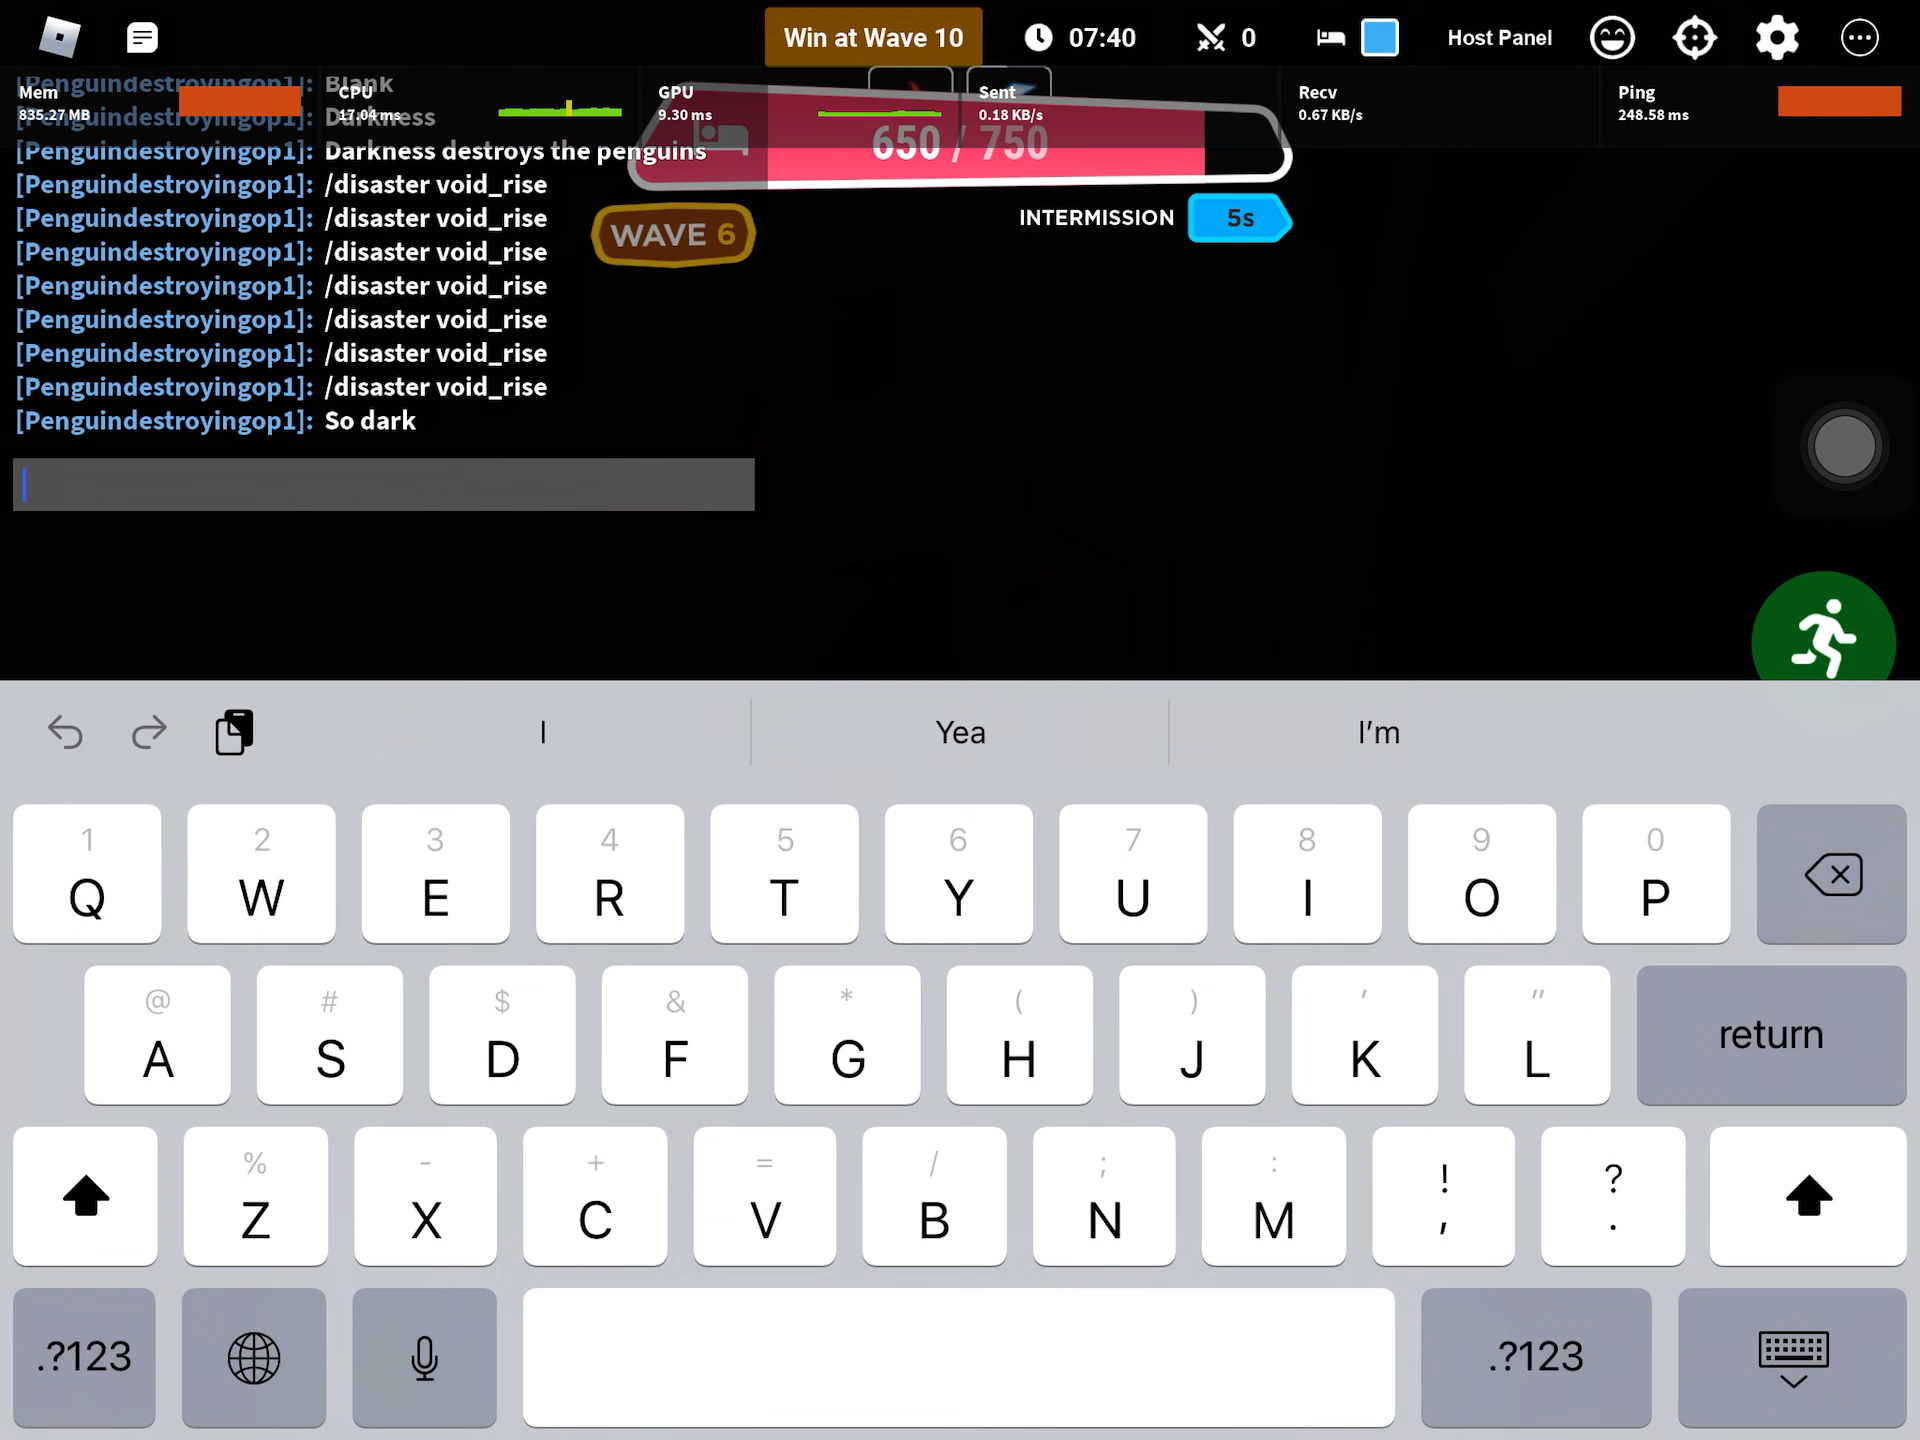 Win at Wave 10
07:40
0
Host Panel
[Penguindestroyingop1]: Blank
Mem
835.27 MB
CPU
17.04 ms
GPU
9.30 ms
Sent
0.18 KB/s
Recv
0.67 KB/s
Ping
248.58 ms
[Penguindestroyingop1]: Darkness
650 / 750
[Penguindestroyingop1]: Darkness destroys the penguins
[Penguindestroyingop1]: /disaster void_rise
[Penguindestroyingop1]: /disaster void_rise
[Penguindestroyingop1]: /disaster void_rise
[Penguindestroyingop1]: /disaster void_rise
[Penguindestroyingop1]: /disaster void_rise
[Penguindestroyingop1]: /disaster void_rise
[Penguindestroyingop1]: /disaster void_rise
[Penguindestroyingop1]: So dark
WAVE 6
INTERMISSION 5s
I Yea I'm
1 2 3 4 5 6 7 8 9 0
Q W E R T Y U I O P
@ # $ & * ( ) ' "
A S D F G H J K L return
% - + = / ; : ! ?
Z X C V B N M , .
.?123 .?123